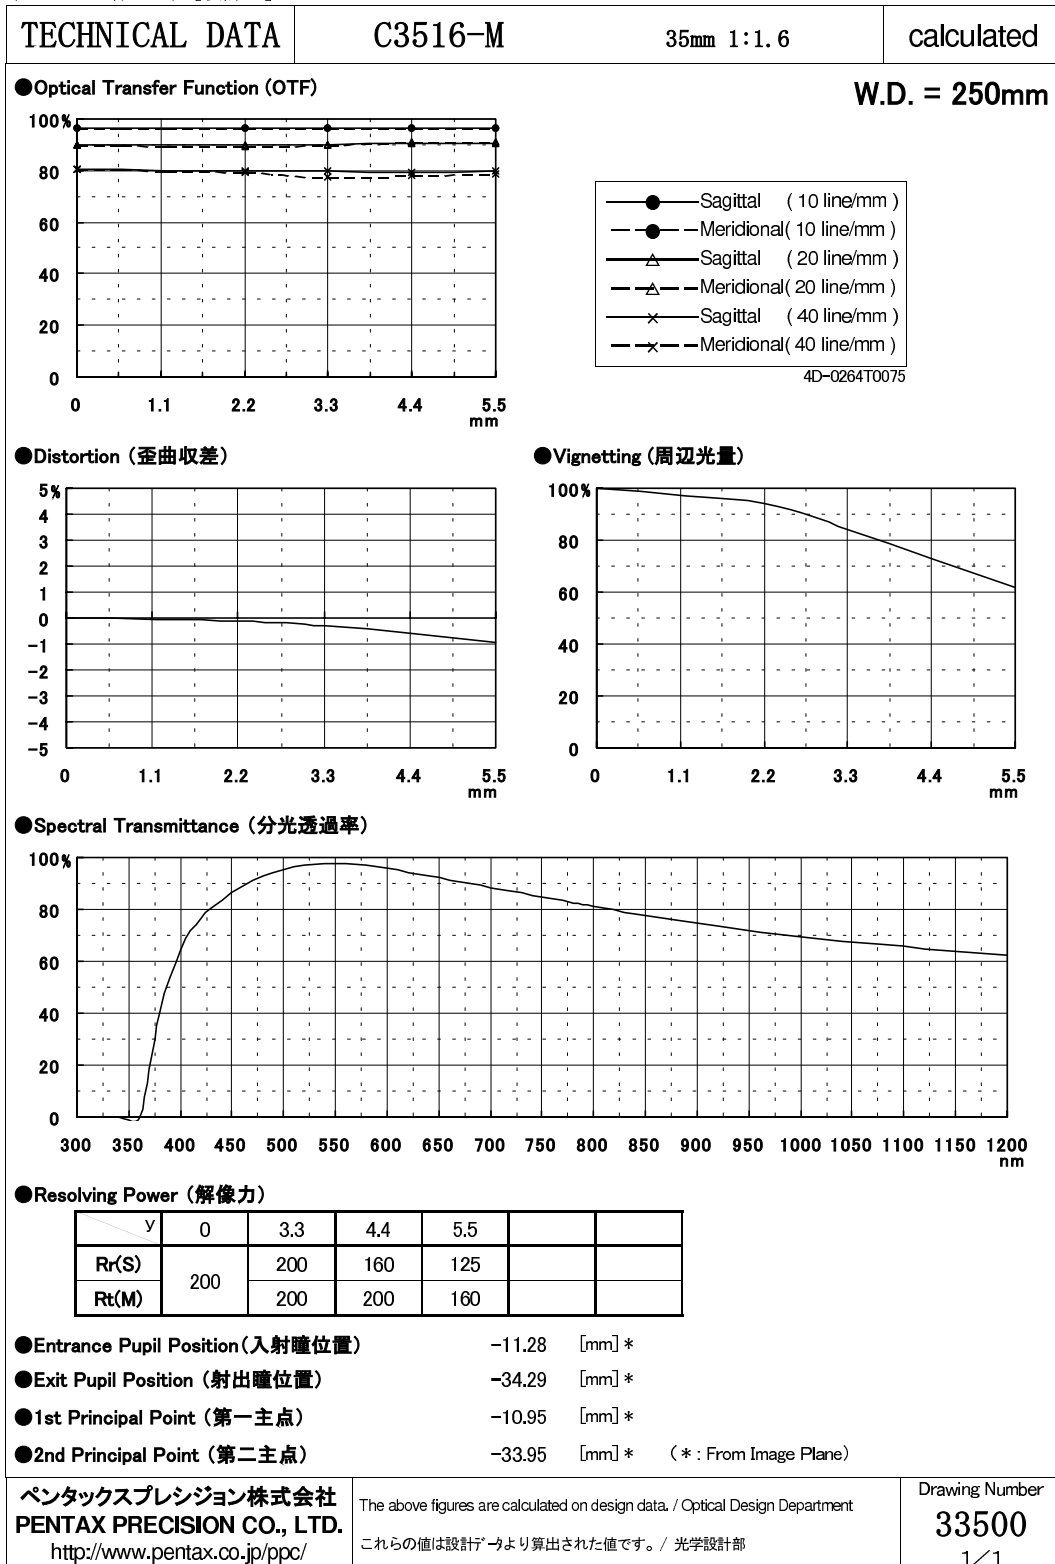 TECHNICAL DATA C3516-M 35mm 1:1.6 calculated
●Optical Transfer Function (OTF)
W.D. = 250mm
100%
80
60
40
20
0
0 1.1 2.2 3.3 4.4 5.5
mm
Sagittal ( 10 line/mm )
Meridional( 10 line/mm )
Sagittal ( 20 line/mm )
Meridional( 20 line/mm )
Sagittal ( 40 line/mm )
Meridional( 40 line/mm )
4D-0264T0075
●Distortion (歪曲収差)
5%
4
3
2
1
0
-1
-2
-3
-4
-5
0 1.1 2.2 3.3 4.4 5.5
mm
●Vignetting (周辺光量)
100%
80
60
40
20
0
0 1.1 2.2 3.3 4.4 5.5
mm
●Spectral Transmittance (分光透過率)
100%
80
60
40
20
0
300 350 400 450 500 550 600 650 700 750 800 850 900 950 1000 1050 1100 1150 1200
nm
●Resolving Power (解像力)
y 0 3.3 4.4 5.5
Rr(S) 200 200 160 125
Rt(M) 200 200 160
●Entrance Pupil Position(入射瞳位置) -11.28 [mm]*
●Exit Pupil Position (射出瞳位置) -34.29 [mm]*
●1st Principal Point (第一主点) -10.95 [mm]*
●2nd Principal Point (第二主点) -33.95 [mm]* (*: From Image Plane)
ペンタックスプレシジョン株式会社
PENTAX PRECISION CO., LTD.
http://www.pentax.co.jp/ppc/
The above figures are calculated on design data. / Optical Design Department
これらの値は設計ﾃﾞｰﾀより算出された値です。/ 光学設計部
Drawing Number
33500
1/1